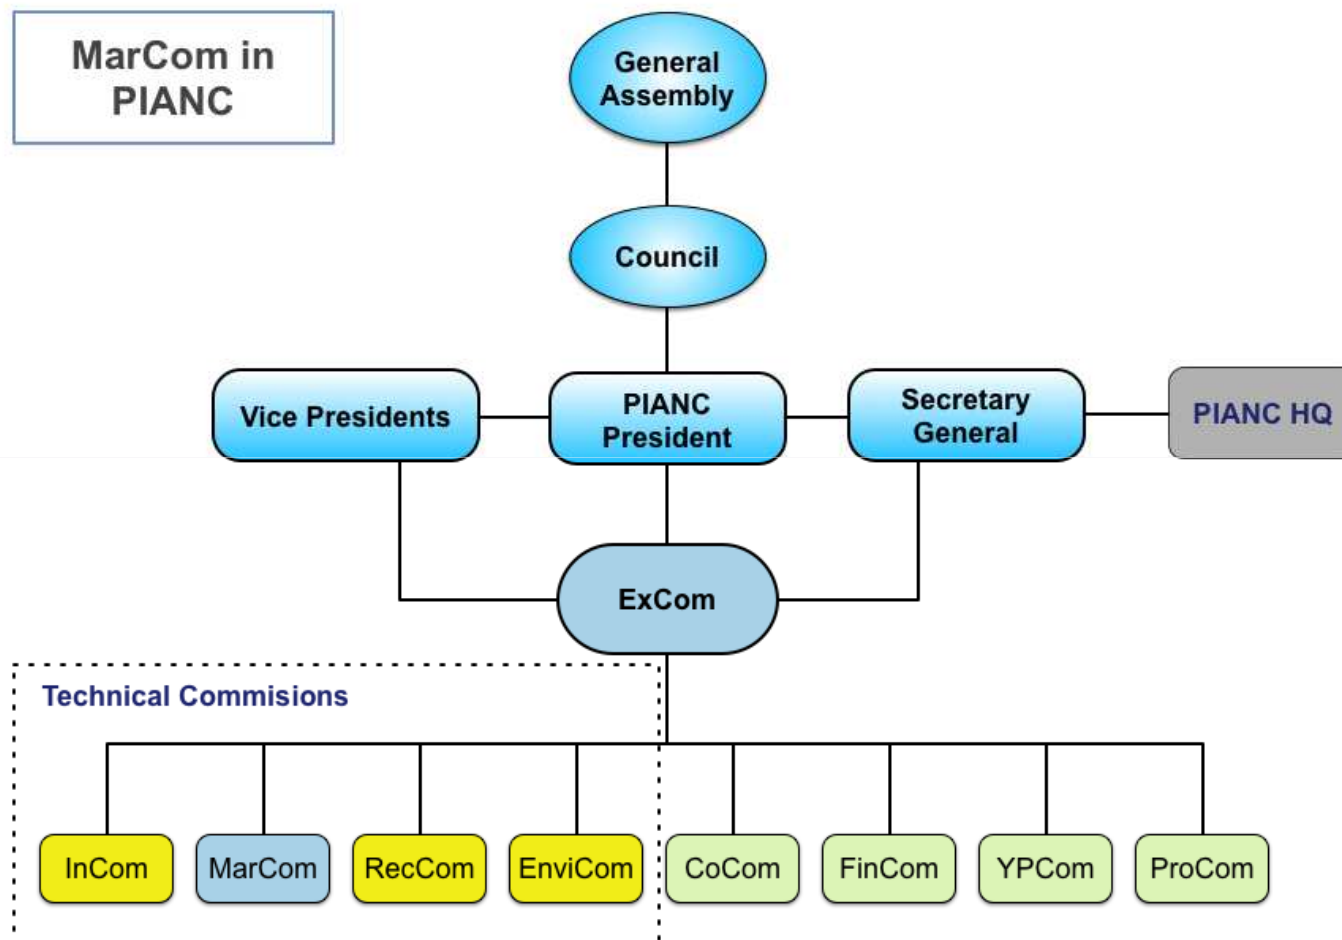 MarCom in
PIANC
General
Assembly
Council
Vice Presidents
PIANC
President
Secretary
General
PIANC HQ
ExCom
Technical Commisions
InCom
MarCom
RecCom
EnviCom
CoCom
FinCom
YPCom
ProCom